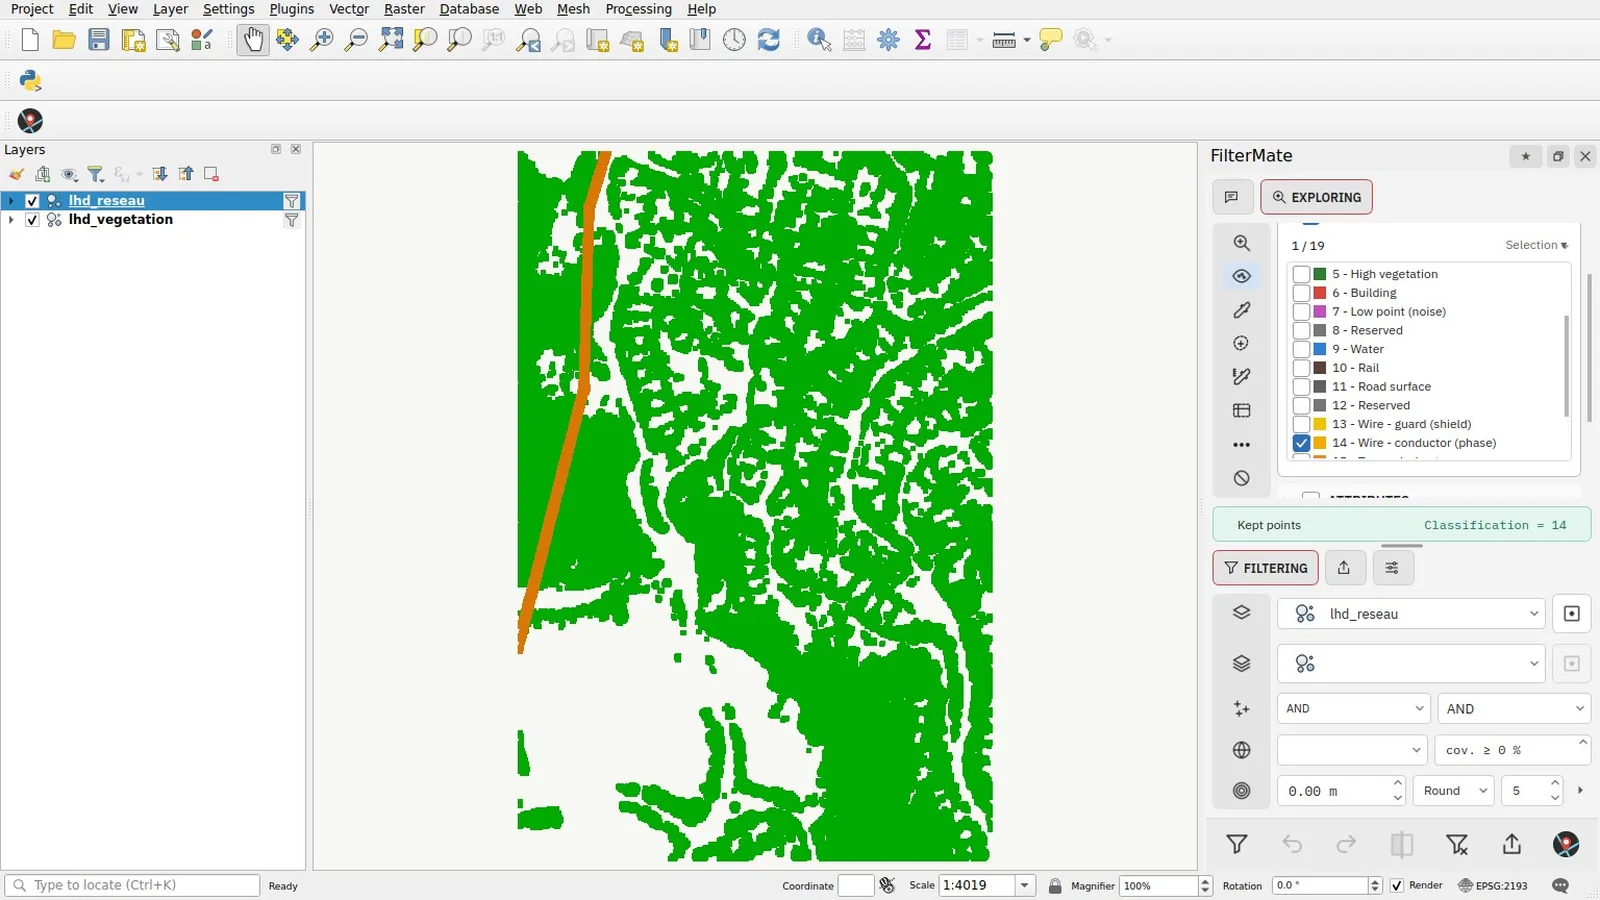 Project Edit View Layer Settings Plugins Vector Raster Database Web Mesh Processing Help
Layers
lhd_reseau
lhd_vegetation
FilterMate
EXPLORING
1 / 19 Selection
5 - High vegetation
6 - Building
7 - Low point (noise)
8 - Reserved
9 - Water
10 - Rail
11 - Road surface
12 - Reserved
13 - Wire - guard (shield)
14 - Wire - conductor (phase)
Kept points Classification = 14
FILTERING
lhd_reseau
AND AND
cov. ≥ 0 %
0.00 m Round 5
Type to locate (Ctrl+K) Ready Coordinate Scale 1:4019 Magnifier 100% Rotation 0.0 ° Render EPSG:2193